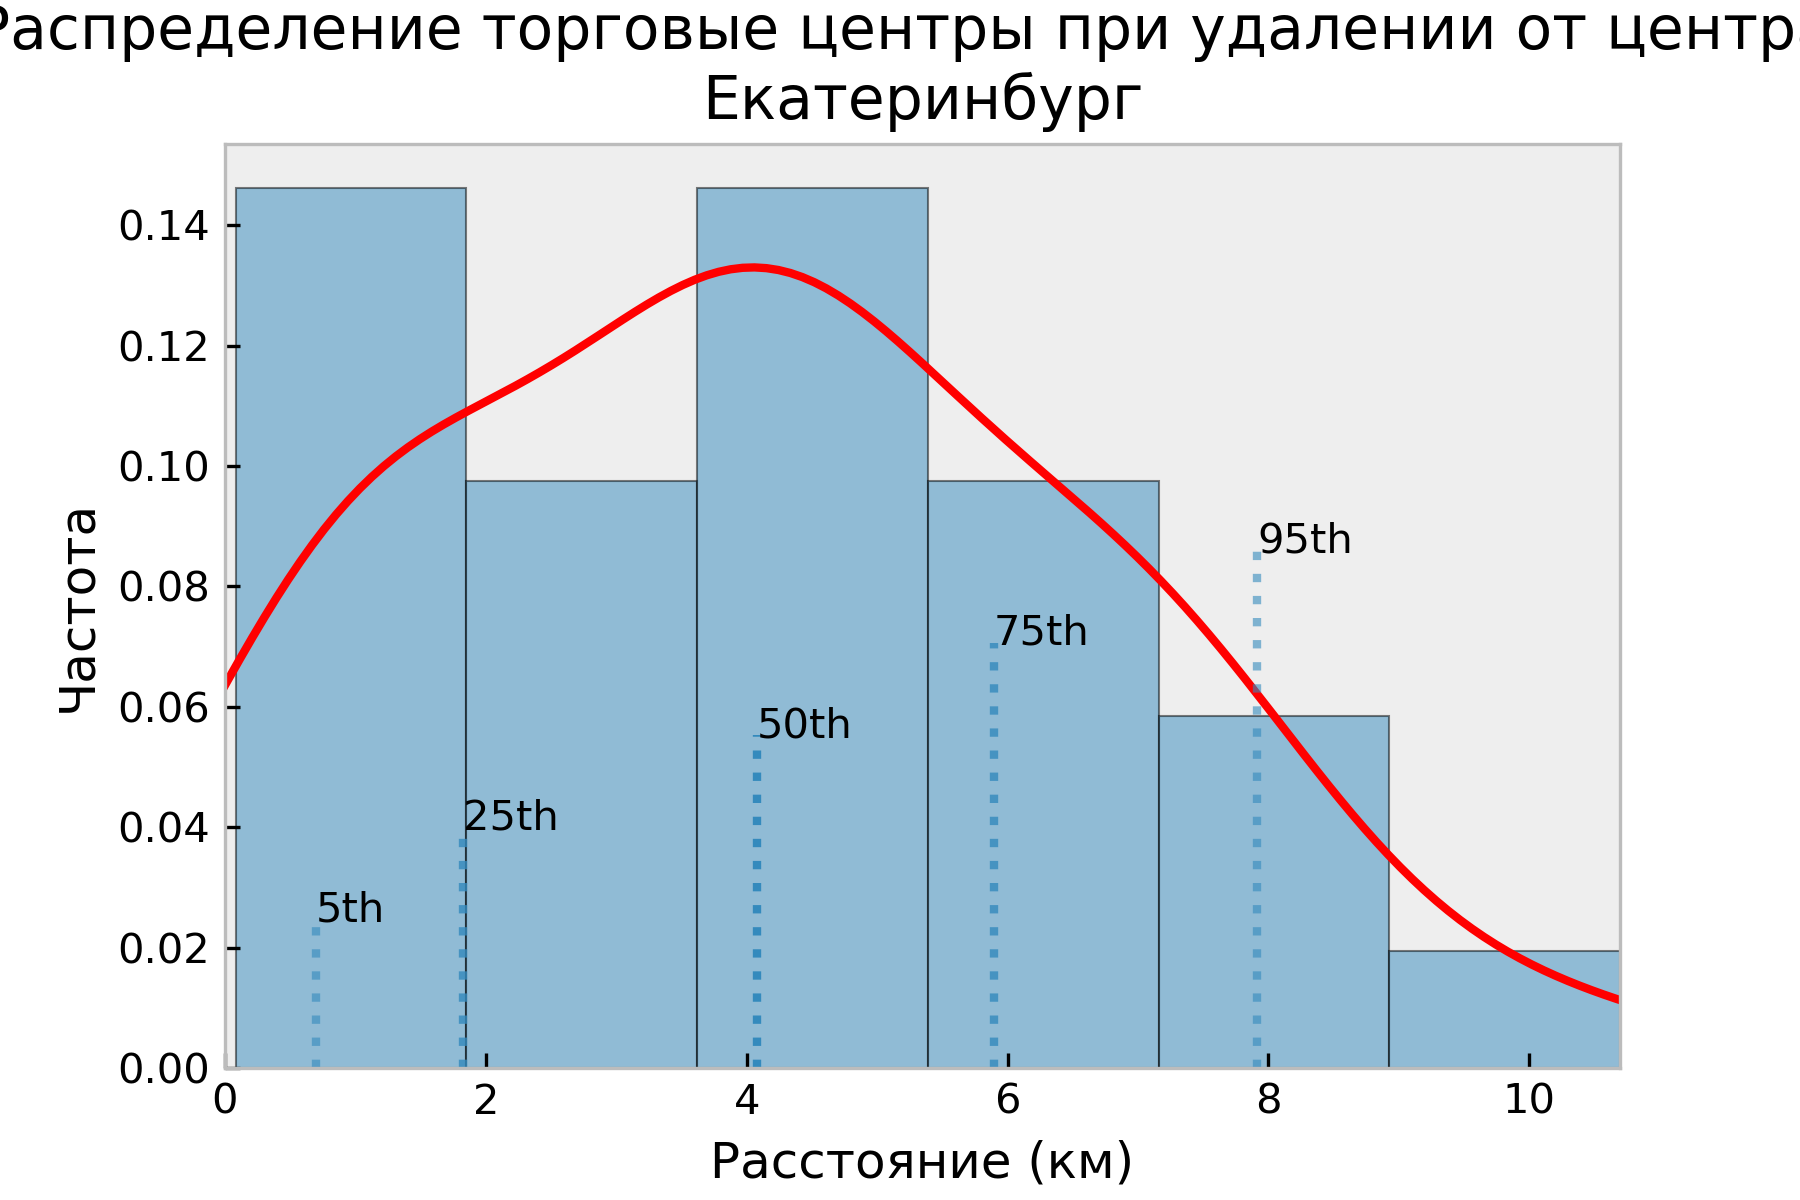 Распределение торговые центры при удалении от центра
Екатеринбург
0.14
0.12
0.10
0.08
0.06
0.04
0.02
0.00
Частота
95th
75th
50th
25th
5th
0 2 4 6 8 10
Расстояние (км)